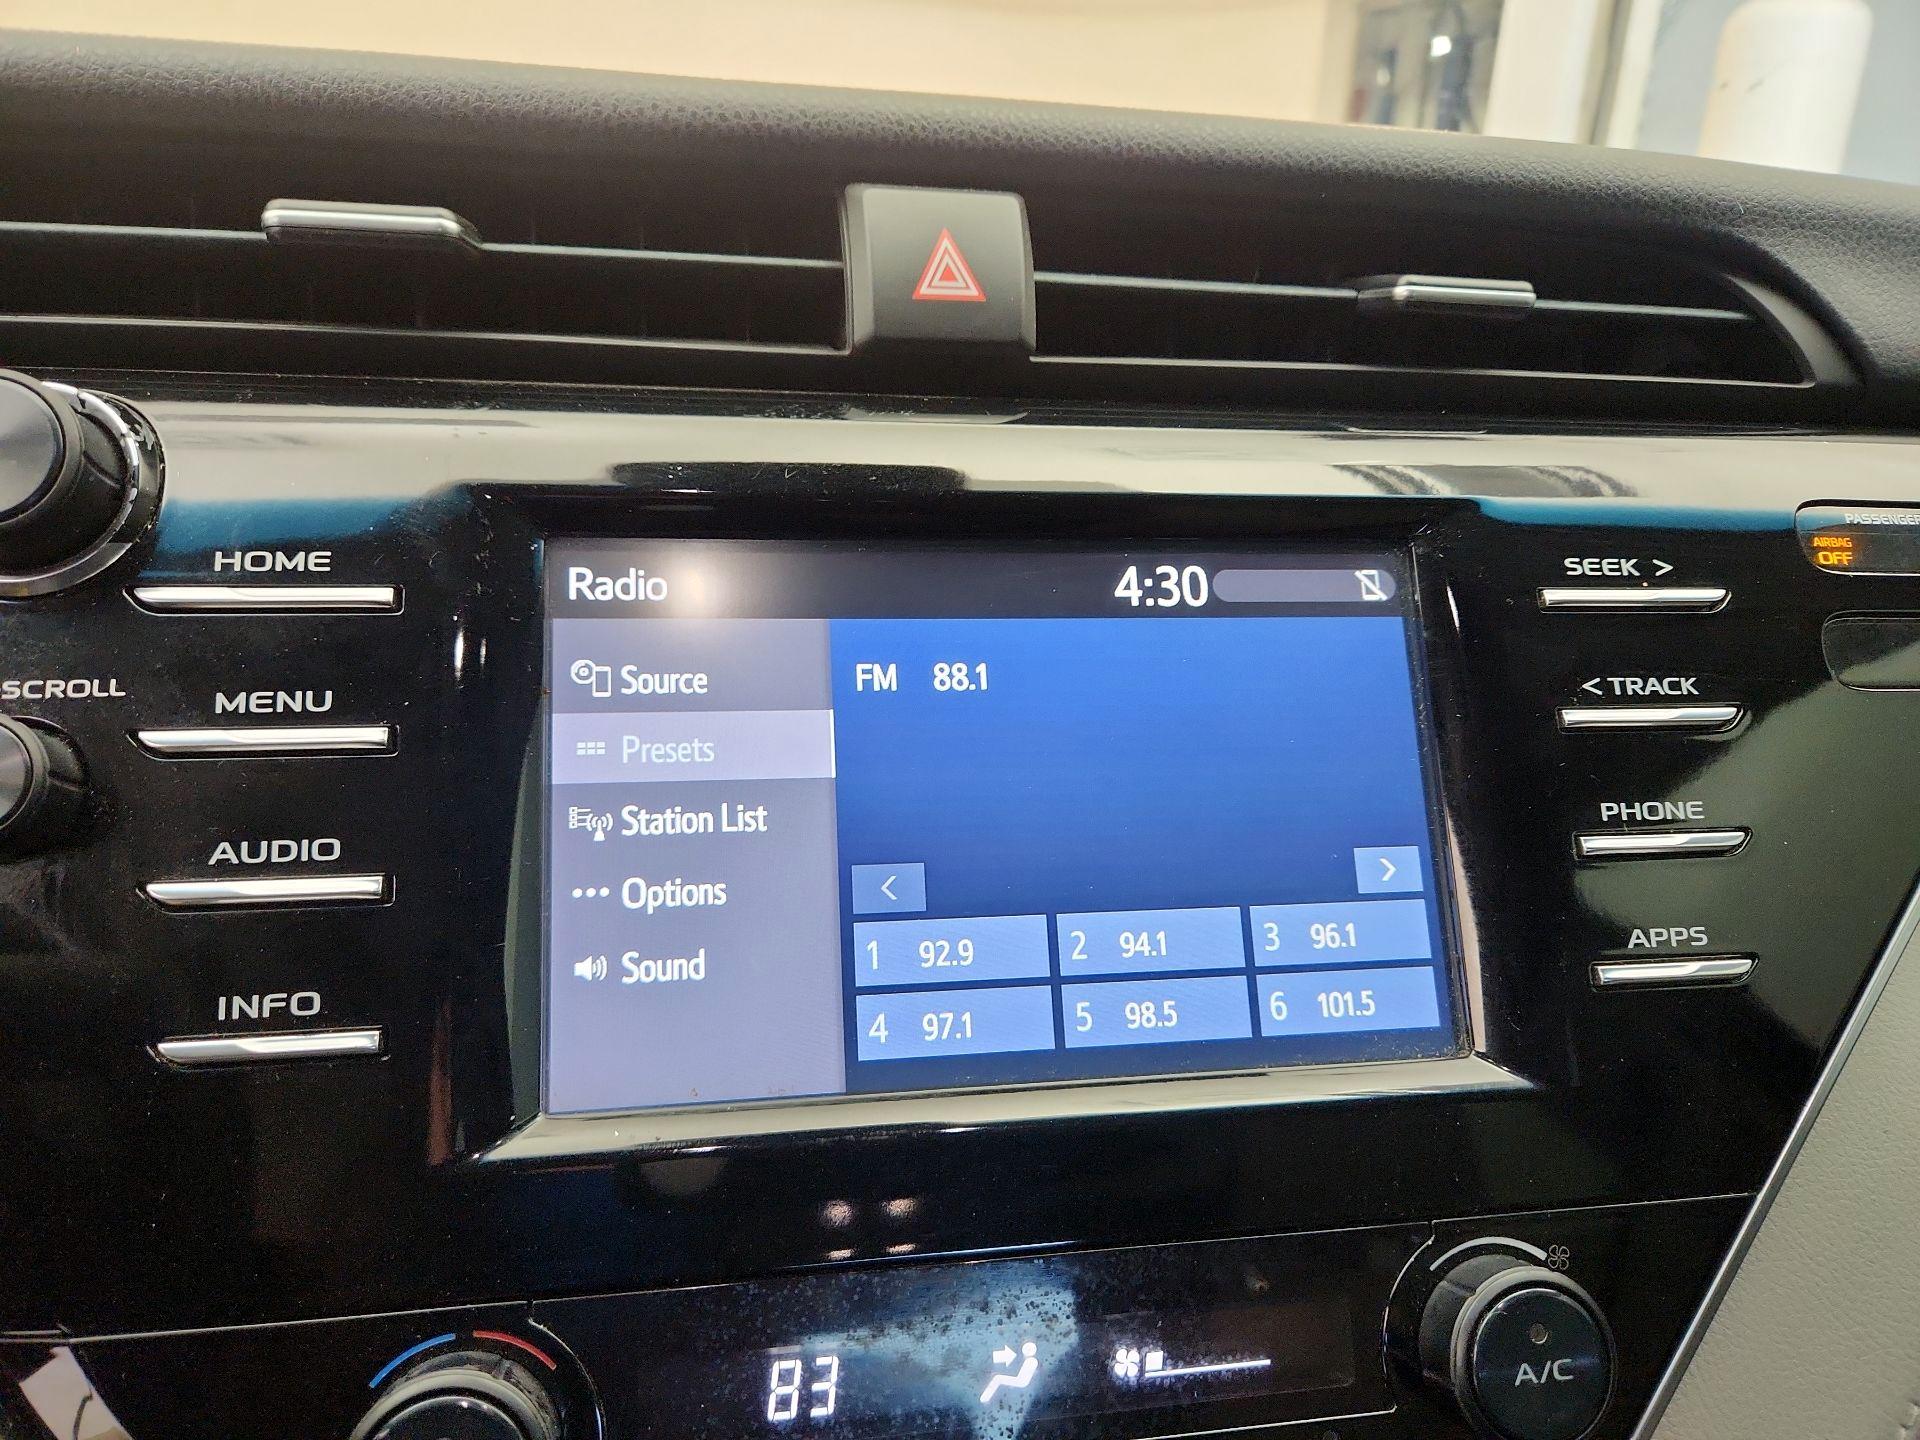 PASSENGER
AIRBAG
OFF
HOME
SEEK >
Radio
4:30
Source
FM 88.1
SCROLL
MENU
< TRACK
Presets
Station List
AUDIO
PHONE
Options
<
>
1 92.9
2 94.1
3 96.1
APPS
Sound
INFO
4 97.1
5 98.5
6 101.5
83
A/C